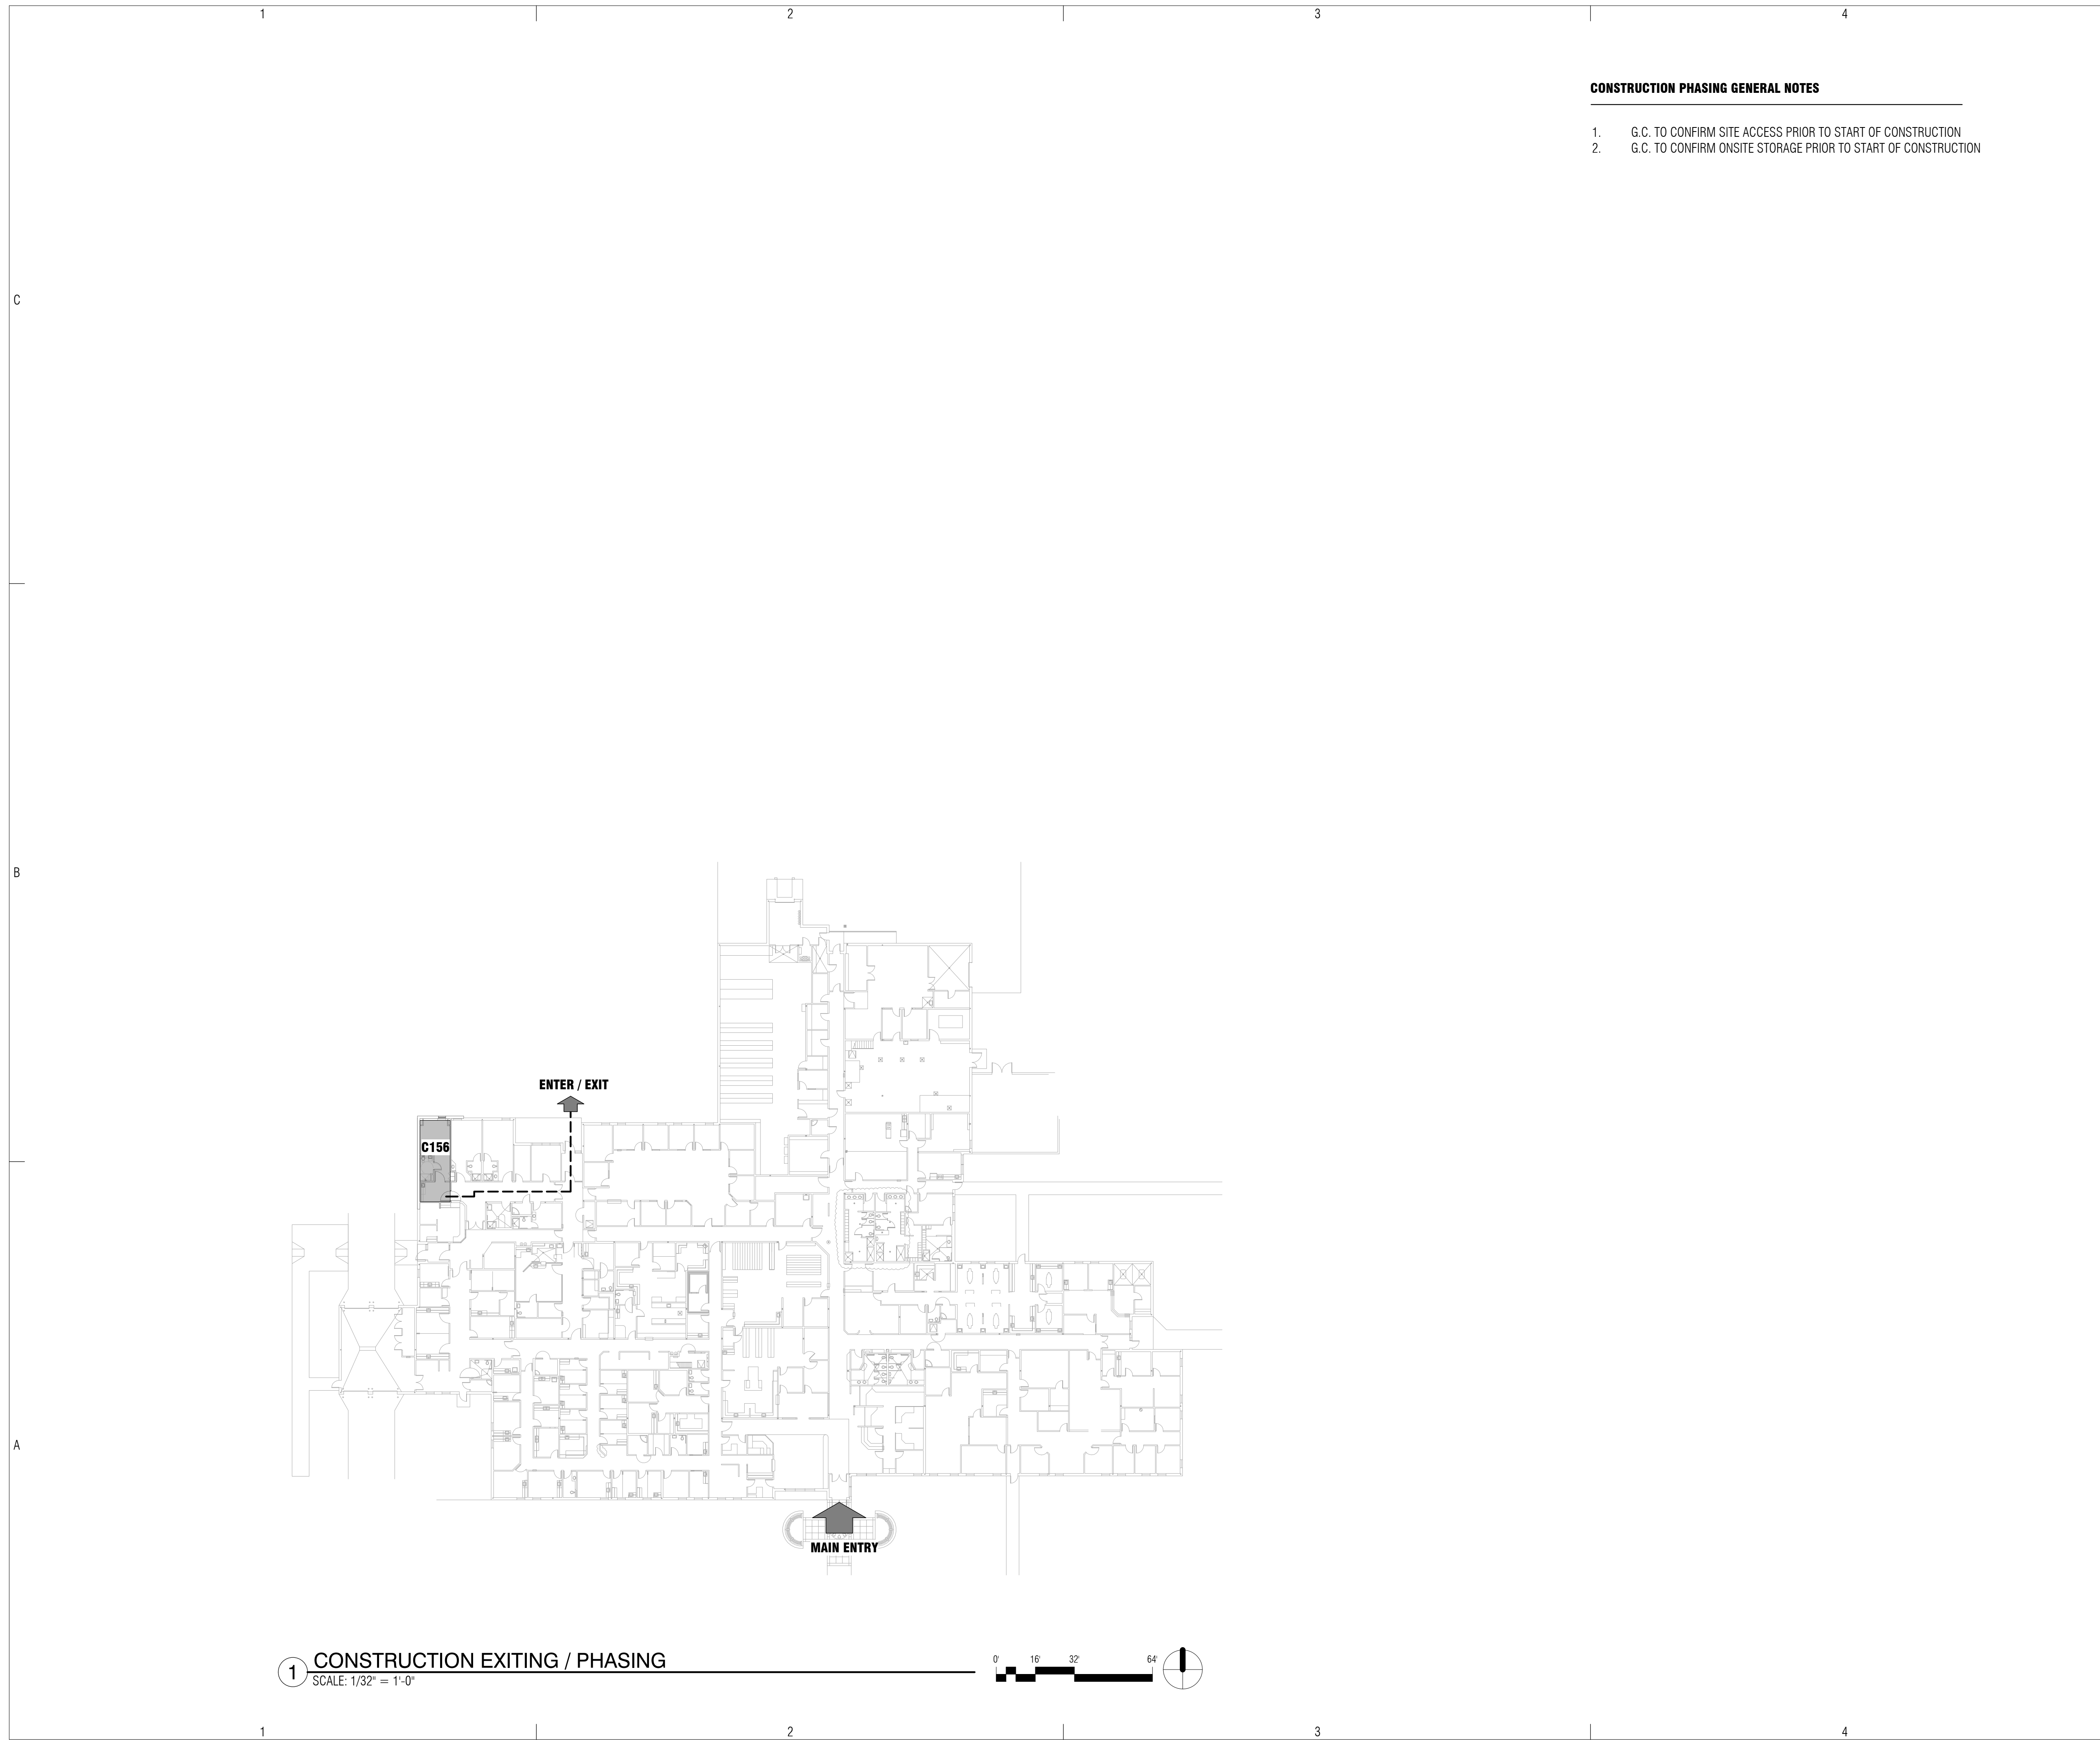 1 2 3 4
CONSTRUCTION PHASING GENERAL NOTES
1. G.C. TO CONFIRM SITE ACCESS PRIOR TO START OF CONSTRUCTION
2. G.C. TO CONFIRM ONSITE STORAGE PRIOR TO START OF CONSTRUCTION
C
B
ENTER / EXIT
C156
A
MAIN ENTRY
1 CONSTRUCTION EXITING / PHASING
SCALE: 1/32" = 1'-0"
0' 16' 32' 64'
1 2 3 4